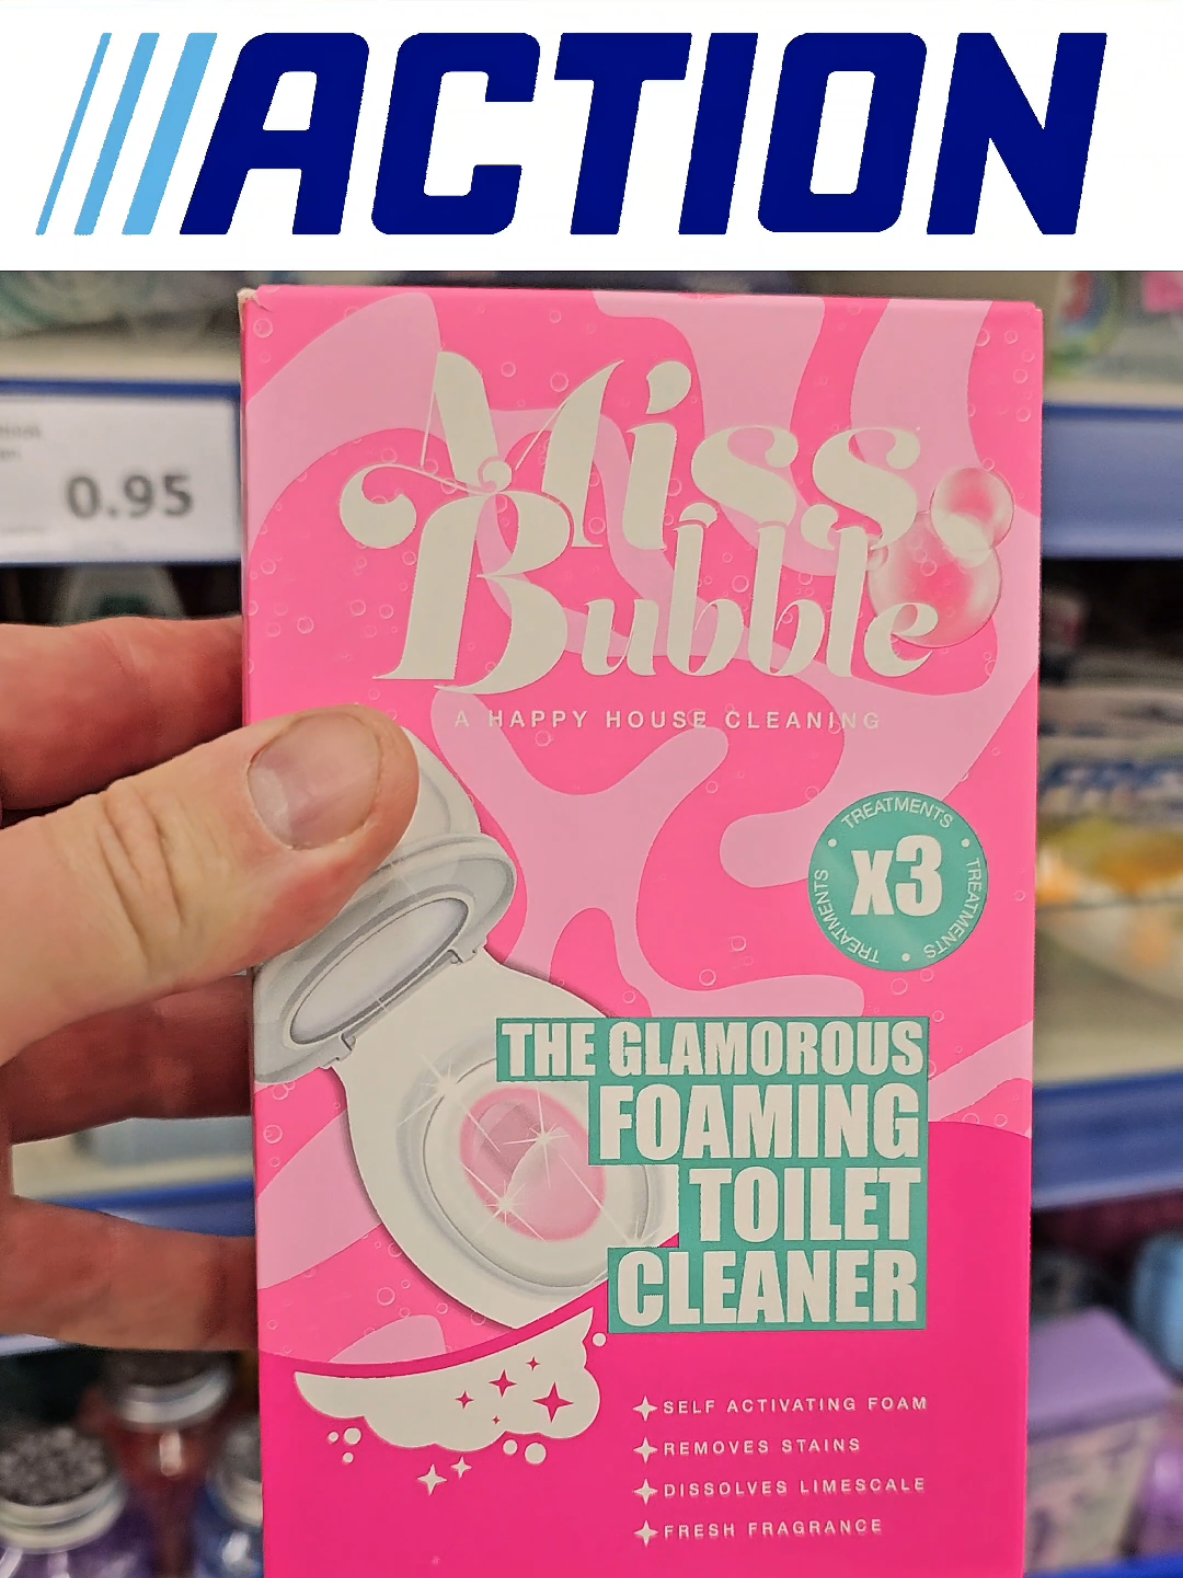 ACTION
0.95
Miss
Bubble
A HAPPY HOUSE CLEANING
TREATMENTS
x3
TREATMENTS
TREATMENTS
TREATMENTS
THE GLAMOROUS
FOAMING
TOILET
CLEANER
SELF ACTIVATING FOAM
REMOVES STAINS
DISSOLVES LIMESCALE
FRESH FRAGRANCE